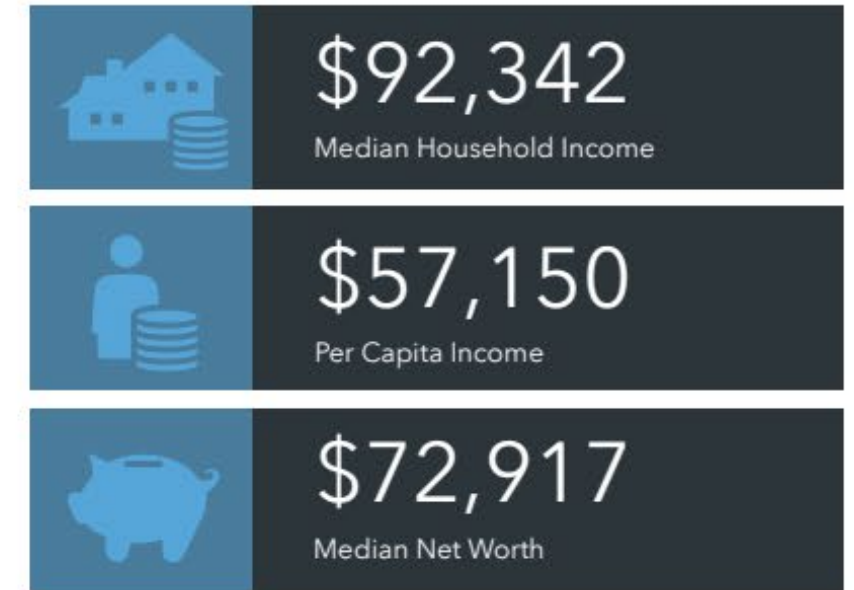 $92,342
Median Household Income
$57,150
Per Capita Income
$72,917
Median Net Worth